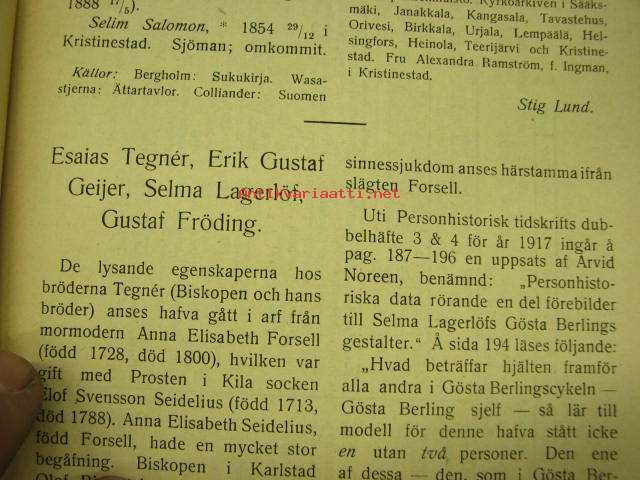 1888 17/5).
Selim Salomon, * 1854 29/12 i
Kristinestad. Sjöman; omkommit.
Källor: Bergholm: Sukukirja. Wasa-
stjerna: Ättartavlor. Colliander: Suomen
Kyrkoarkiven i Sääks-
mäki, Janakkala, Kangasala, Tavastehus,
Orivesi, Birkkala, Urjala, Lempäälä, Hel-
singfors, Heinola, Teerijärvi och Kristine-
stad. Fru Alexandra Ramström, f. Ingman,
i Kristinestad.
Stig Lund.
Esaias Tegnér, Erik Gustaf
Geijer, Selma Lagerlöf,
Gustaf Fröding.
antikvariaatti.net
De lysande egenskaperna hos
bröderna Tegnér (Biskopen och hans
bröder) anses hafva gått i arf från
mormodern Anna Elisabeth Forsell
(född 1728, död 1800), hvilken var
gift med Prosten i Kila socken
Elof Svensson Seidelius (född 1713,
död 1788). Anna Elisabeth Seidelius,
född Forsell, hade en mycket stor
begåfning. Biskopen i Karlstad
sinnessjukdom anses härstamma ifrån
slägten Forsell.
Uti Personhistorisk tidskrifts dub-
belhäfte 3 & 4 för år 1917 ingår å
pag. 187—196 en uppsats af Arvid
Noreen, benämnd: „Personhisto-
riska data rörande en del förebilder
till Selma Lagerlöfs Gösta Berlings
gestalter.“ Å sida 194 läses följande:
„Hvad beträffar hjälten framför
alla andra i Gösta Berlingscykeln —
Gösta Berling sjelf — så lär till
modell för denne hafva stått icke
en utan två personer. Den ene
af dessa — den, som i Gösta Ber-